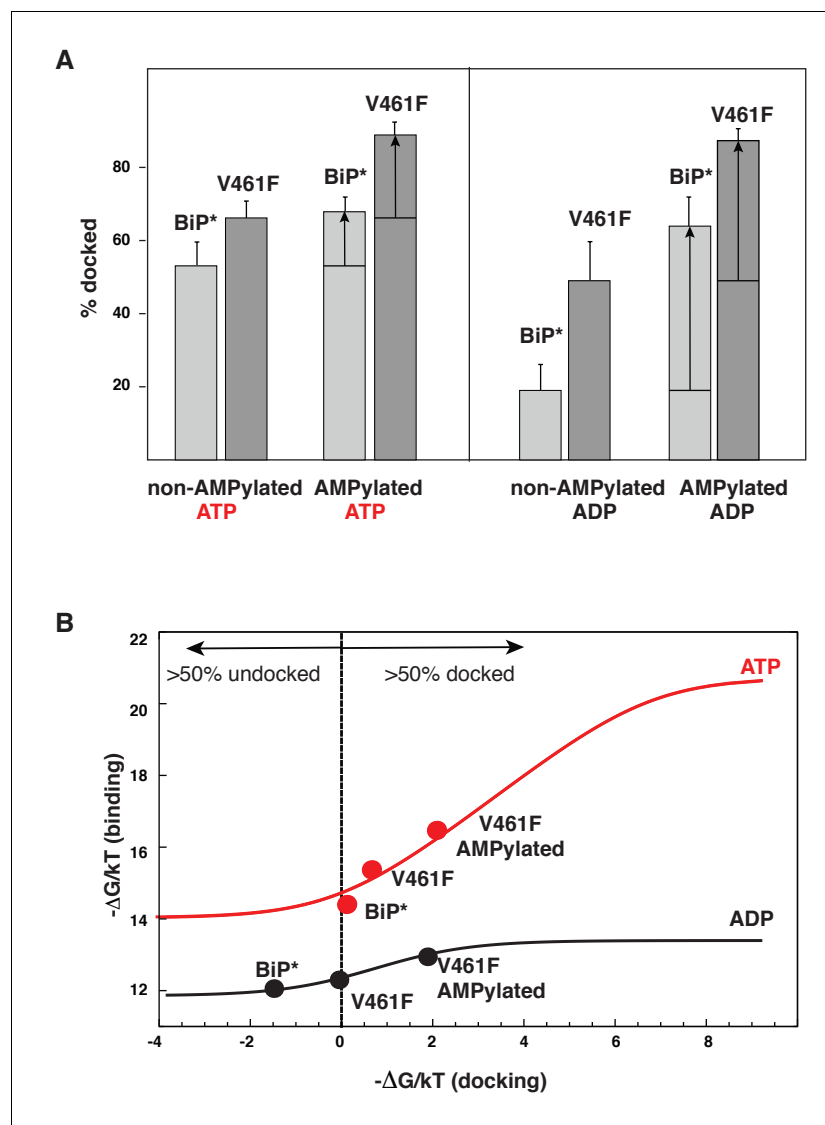 A
% docked
80
60
40
20
BiP*
V461F
BiP*
V461F
BiP*
V461F
BiP*
V461F
non-AMPylated
ATP
AMPylated
ATP
non-AMPylated
ADP
AMPylated
ADP
B
-ΔG/kT (binding)
22
20
18
16
14
12
>50% undocked
>50% docked
ATP
V461F
AMPylated
V461F
BiP*
ADP
BiP*
V461F
V461F
AMPylated
-4
-2
0
2
4
6
8
-ΔG/kT (docking)